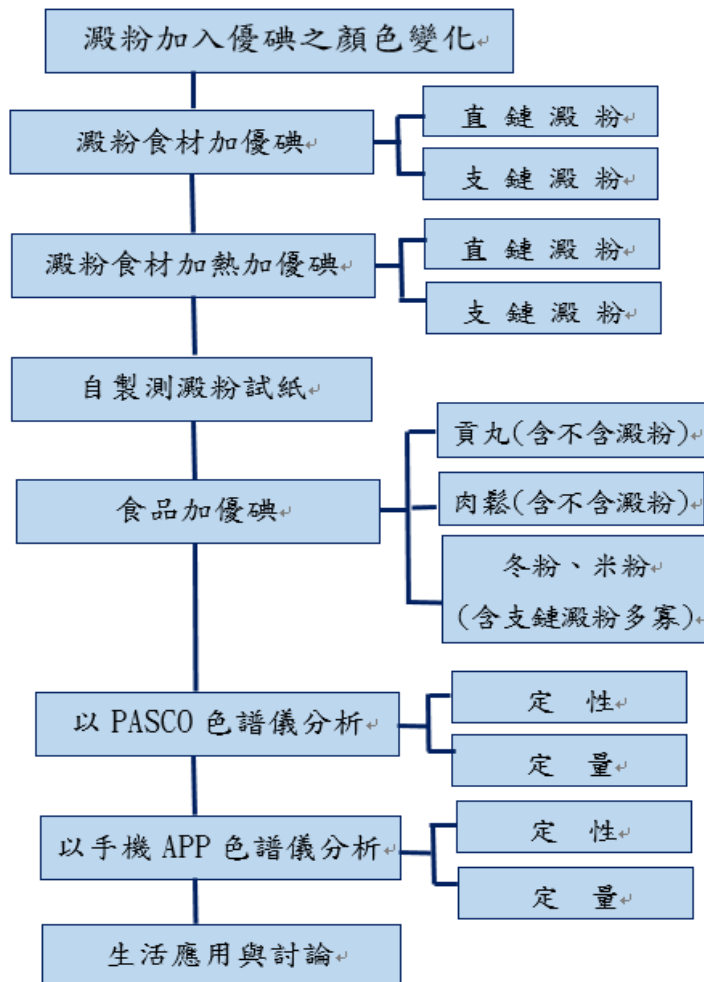 澱粉加入優碘之顏色變化
澱粉食材加優碘
直鏈澱粉
支鏈澱粉
澱粉食材加熱加優碘
直鏈澱粉
支鏈澱粉
自製測澱粉試紙
食品加優碘
貢丸(含不含澱粉)
肉鬆(含不含澱粉)
冬粉、米粉
(含支鏈澱粉多寡)
以 PASCO 色譜儀分析
定性
定量
以手機 APP 色譜儀分析
定性
定量
生活應用與討論